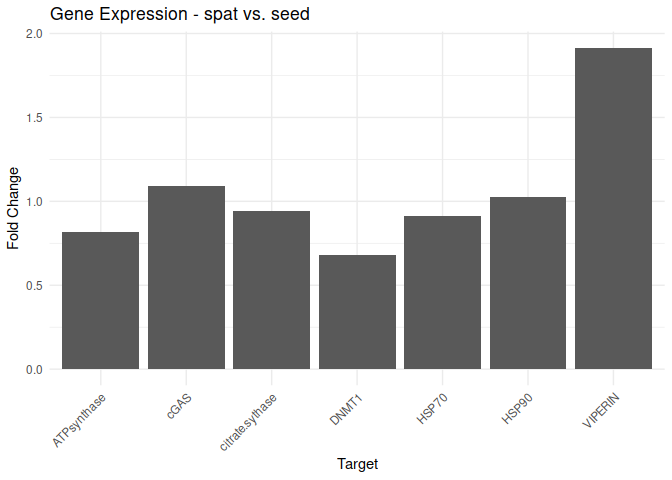 Gene Expression - spat vs. seed
Fold Change
2.0
1.5
1.0
0.5
0.0
ATPsynthase
cGAS
citrate.sythase
DNMT1
HSP70
HSP90
VIPERIN
Target